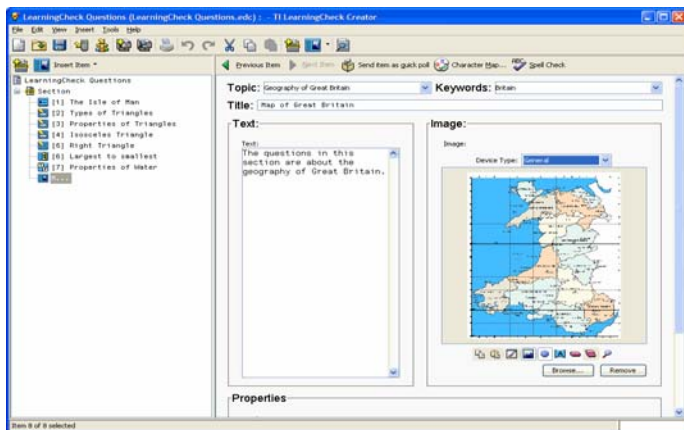 LearningCheck Questions (LearningCheck Questions.edc) : - TI LearningCheck Creator
File Edit View Insert Tools Help
Insert Item
Previous Item Next Item Send item as quick poll Character Map... Spell Check
LearningCheck Questions
Section
[1] The Isle of Man
[2] Types of Triangles
[3] Properties of Triangles
[4] Isosceles Triangle
[5] Right Triangle
[6] Largest to smallest
[7] Properties of Water
Topic: Geography of Great Britain Keywords: Britain
Title: Map of Great Britain
Text:
Text:
The questions in this
section are about the
geography of Great Britain.
Image:
Image:
Device Type: General
Browse... Remove
Properties
Item 8 of 8 selected